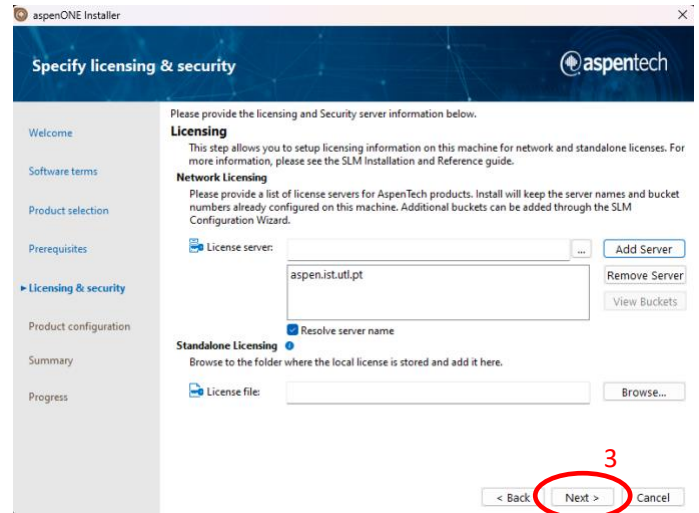 aspenONE Installer
Specify licensing & security
aspentech
Please provide the licensing and Security server information below.
Welcome
Licensing
This step allows you to setup licensing information on this machine for network and standalone licenses. For
more information, please see the SLM Installation and Reference guide.
Software terms
Network Licensing
Please provide a list of license servers for AspenTech products. Install will keep the server names and bucket
numbers already configured on this machine. Additional buckets can be added through the SLM
Configuration Wizard.
Product selection
Prerequisites
License server:
...
Add Server
aspen.ist.utl.pt
Remove Server
Licensing & security
View Buckets
Product configuration
Resolve server name
Standalone Licensing
Summary
Browse to the folder where the local license is stored and add it here.
Progress
License file:
Browse...
3
< Back
Next >
Cancel